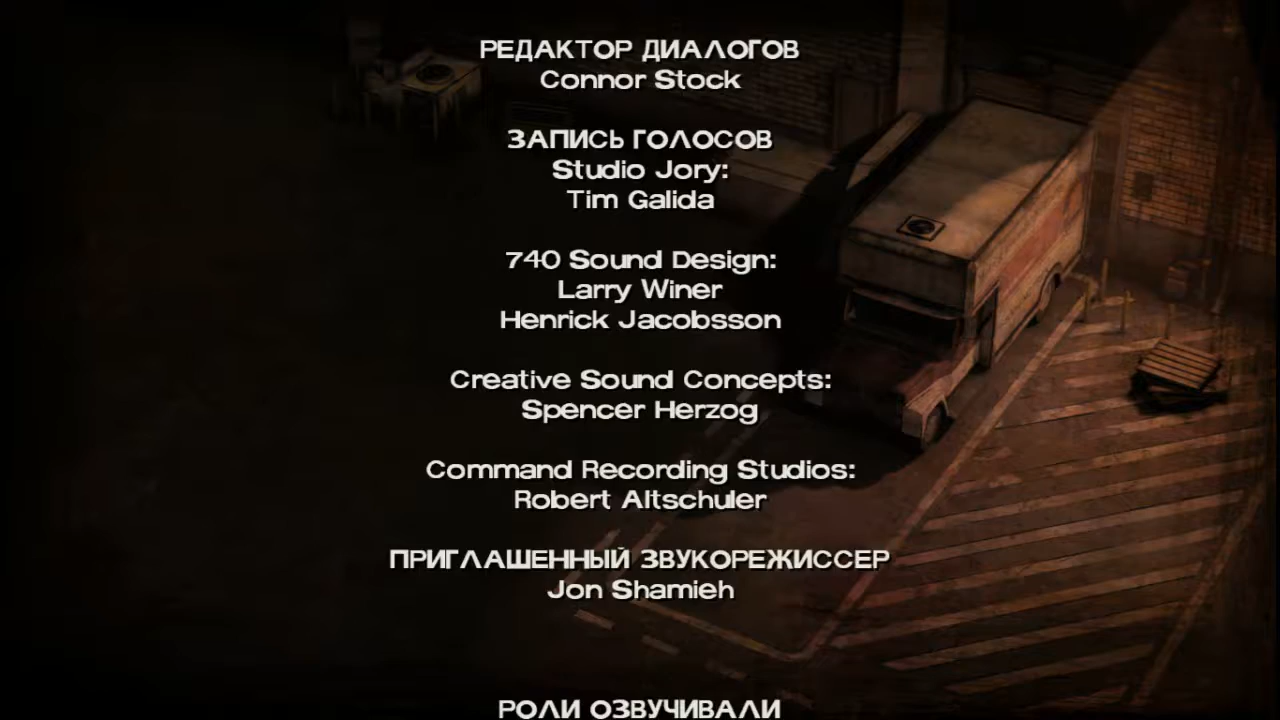 РЕДАКТОР ДИАЛОГОВ
Connor Stock
ЗАПИСЬ ГОЛОСОВ
Studio Jory:
Tim Galida
740 Sound Design:
Larry Winer
Henrick Jacobsson
Creative Sound Concepts:
Spencer Herzog
Command Recording Studios:
Robert Altschuler
ПРИГЛАШЕННЫЙ ЗВУКОРЕЖИССЕР
Jon Shamieh
РОЛИ ОЗВУЧИВАЛИ